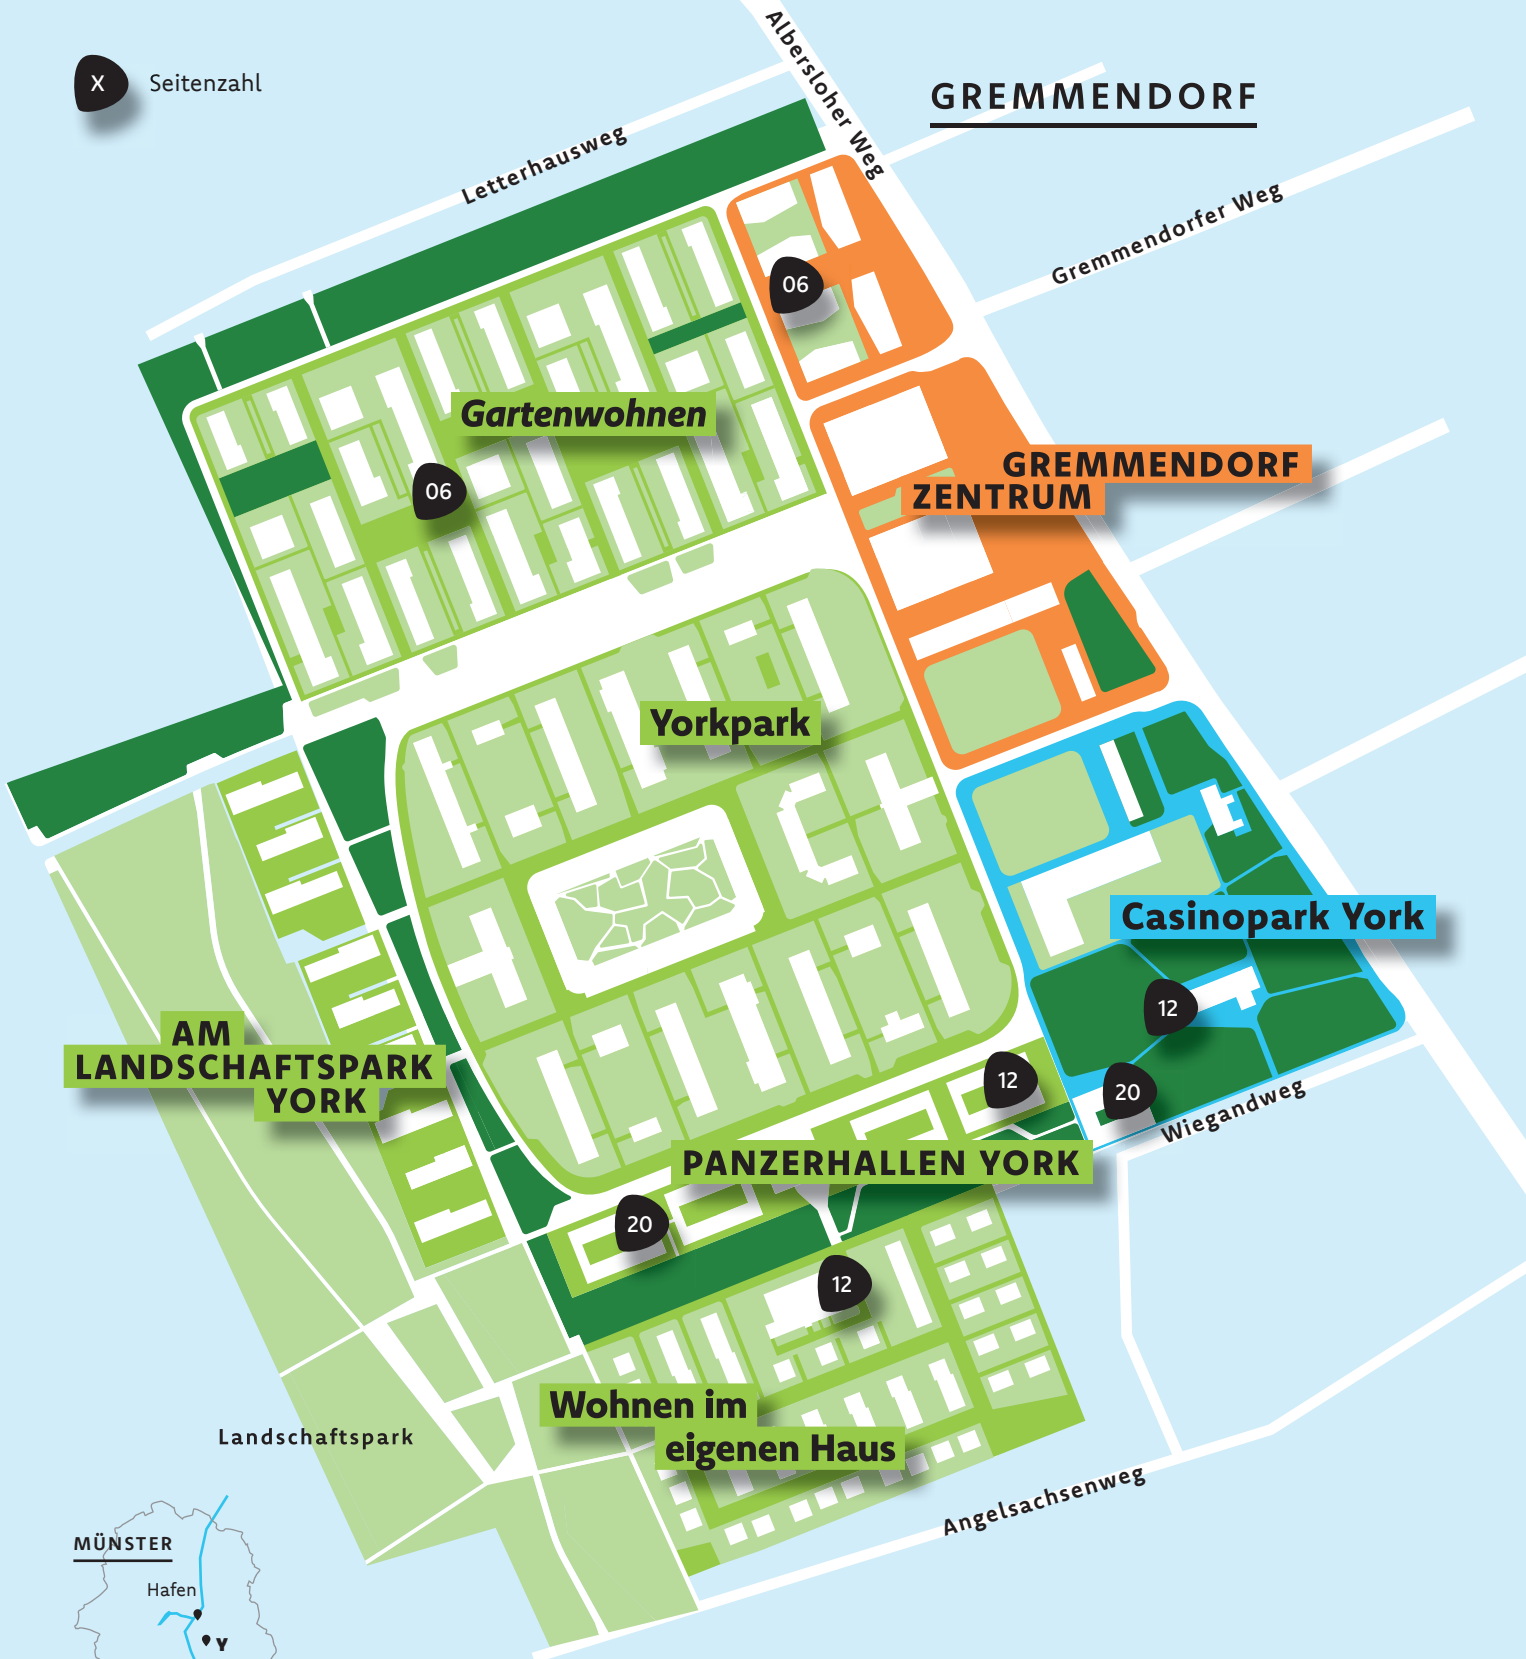 X
Seitenzahl
Albersloher Weg
GREMMENDORF
Letterhausweg
Gremmendorfer Weg
06
Gartenwohnen
06
GREMMENDORF
ZENTRUM
Yorkpark
Casinopark York
12
AM
LANDSCHAFTSPARK
YORK
12
20
Wiegandweg
PANZERHALLEN YORK
20
12
Wohnen im
eigenen Haus
Landschaftspark
Angelsachsenweg
MÜNSTER
Hafen
Y